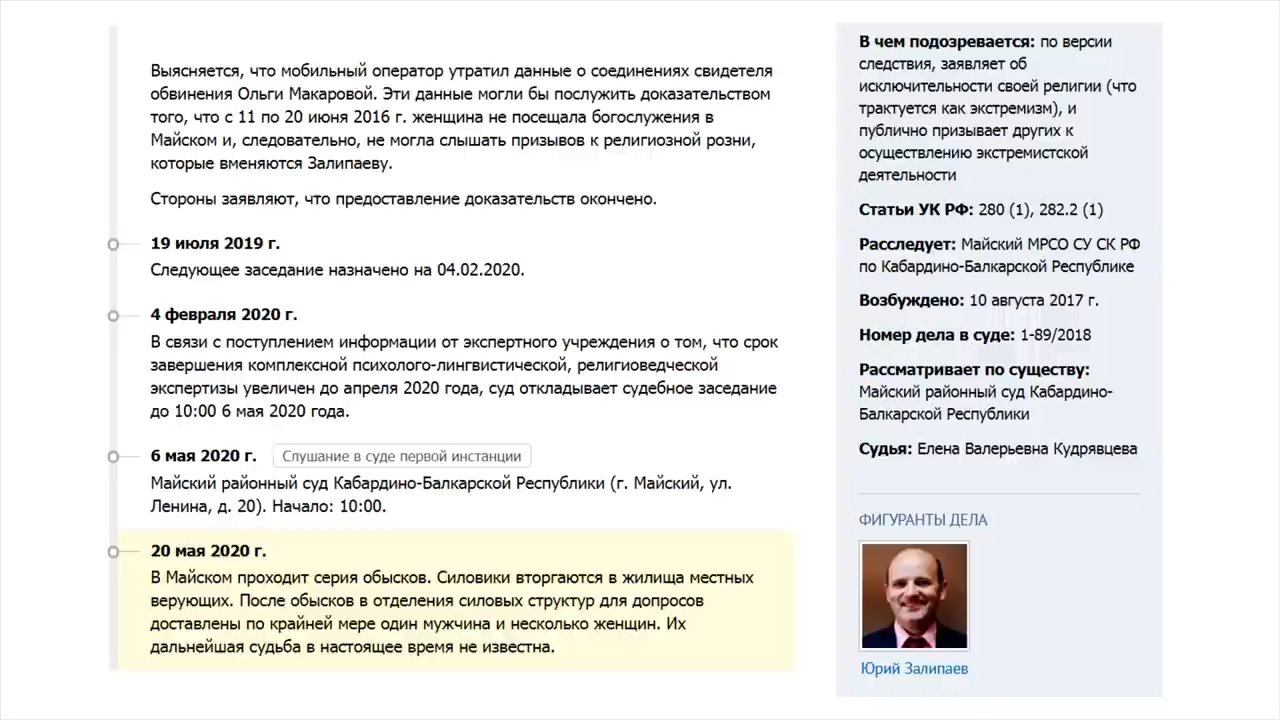 Выясняется, что мобильный оператор утратил данные о соединениях свидетеля
обвинения Ольги Макаровой. Эти данные могли бы послужить доказательством
того, что с 11 по 20 июня 2016 г. женщина не посещала богослужения в
Майском и, следовательно, не могла слышать призывов к религиозной розни,
которые вменяются Залипаеву.
Стороны заявляют, что предоставление доказательств окончено.
19 июля 2019 г.
Следующее заседание назначено на 04.02.2020.
4 февраля 2020 г.
В связи с поступлением информации от экспертного учреждения о том, что срок
завершения комплексной психолого-лингвистической, религиоведческой
экспертизы увеличен до апреля 2020 года, суд откладывает судебное заседание
до 10:00 6 мая 2020 года.
6 мая 2020 г. Слушание в суде первой инстанции
Майский районный суд Кабардино-Балкарской Республики (г. Майский, ул.
Ленина, д. 20). Начало: 10:00.
20 мая 2020 г.
В Майском проходит серия обысков. Силовики вторгаются в жилища местных
верующих. После обысков в отделения силовых структур для допросов
доставлены по крайней мере один мужчина и несколько женщин. Их
дальнейшая судьба в настоящее время не известна.
В чем подозревается: по версии
следствия, заявляет об
исключительности своей религии (что
трактуется как экстремизм), и
публично призывает других к
осуществлению экстремистской
деятельности
Статьи УК РФ: 280 (1), 282.2 (1)
Расследует: Майский МРСО СУ СК РФ
по Кабардино-Балкарской Республике
Возбуждено: 10 августа 2017 г.
Номер дела в суде: 1-89/2018
Рассматривает по существу:
Майский районный суд Кабардино-
Балкарской Республики
Судья: Елена Валерьевна Кудрявцева
ФИГУРАНТЫ ДЕЛА
Юрий Залипаев